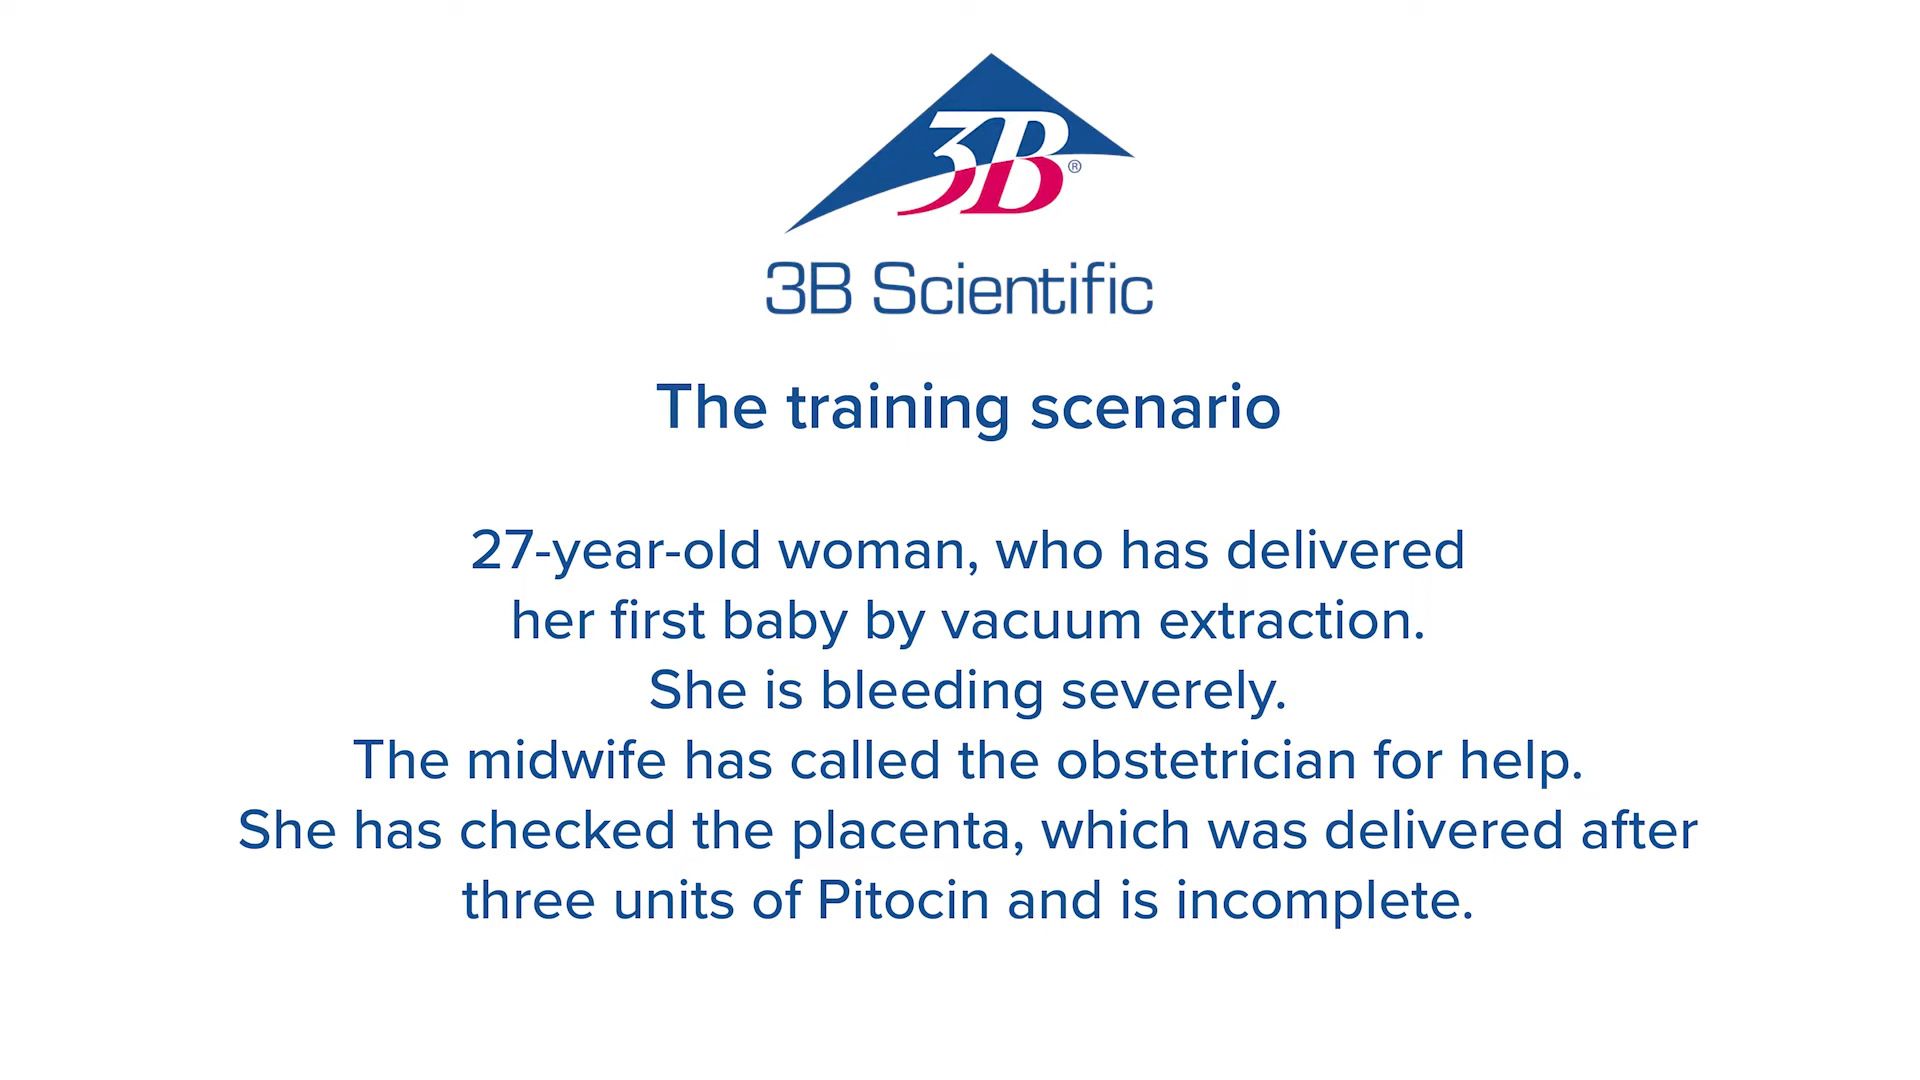 3B®
3B Scientific
The training scenario
27-year-old woman, who has delivered
her first baby by vacuum extraction.
She is bleeding severely.
The midwife has called the obstetrician for help.
She has checked the placenta, which was delivered after
three units of Pitocin and is incomplete.